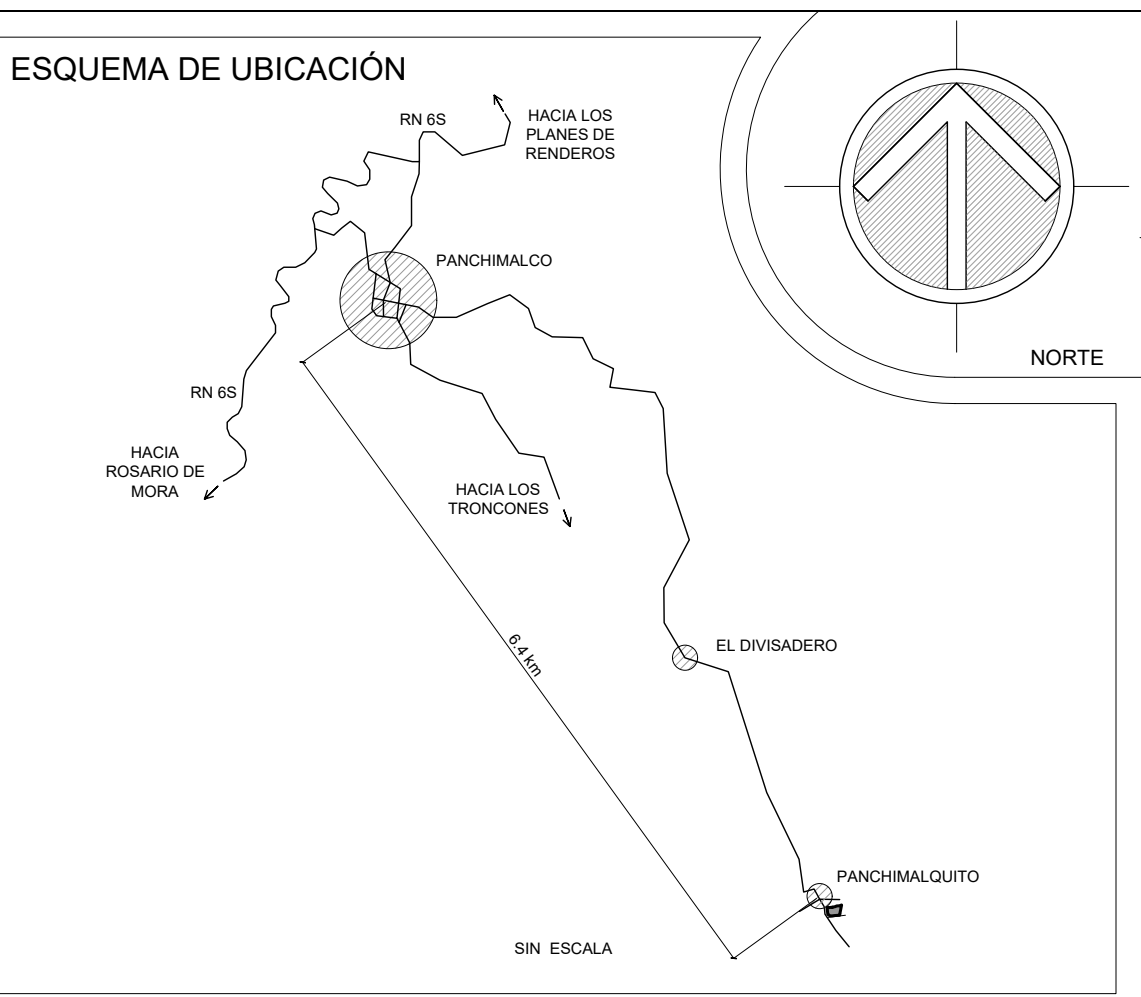 ESQUEMA DE UBICACIÓN
RN 6S
HACIA LOS
PLANES DE
RENDEROS
PANCHIMALCO
NORTE
RN 6S
HACIA
ROSARIO DE
MORA
HACIA LOS
TRONCONES
6.4 km
EL DIVISADERO
PANCHIMALQUITO
SIN ESCALA